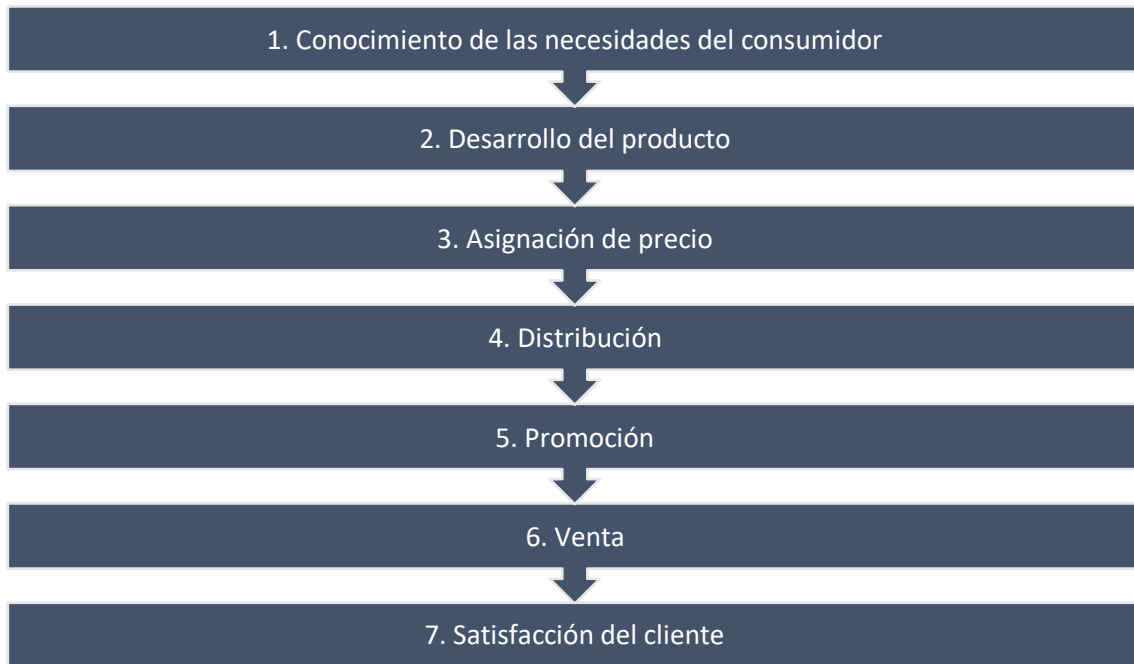 1. Conocimiento de las necesidades del consumidor
2. Desarrollo del producto
3. Asignación de precio
4. Distribución
5. Promoción
6. Venta
7. Satisfacción del cliente